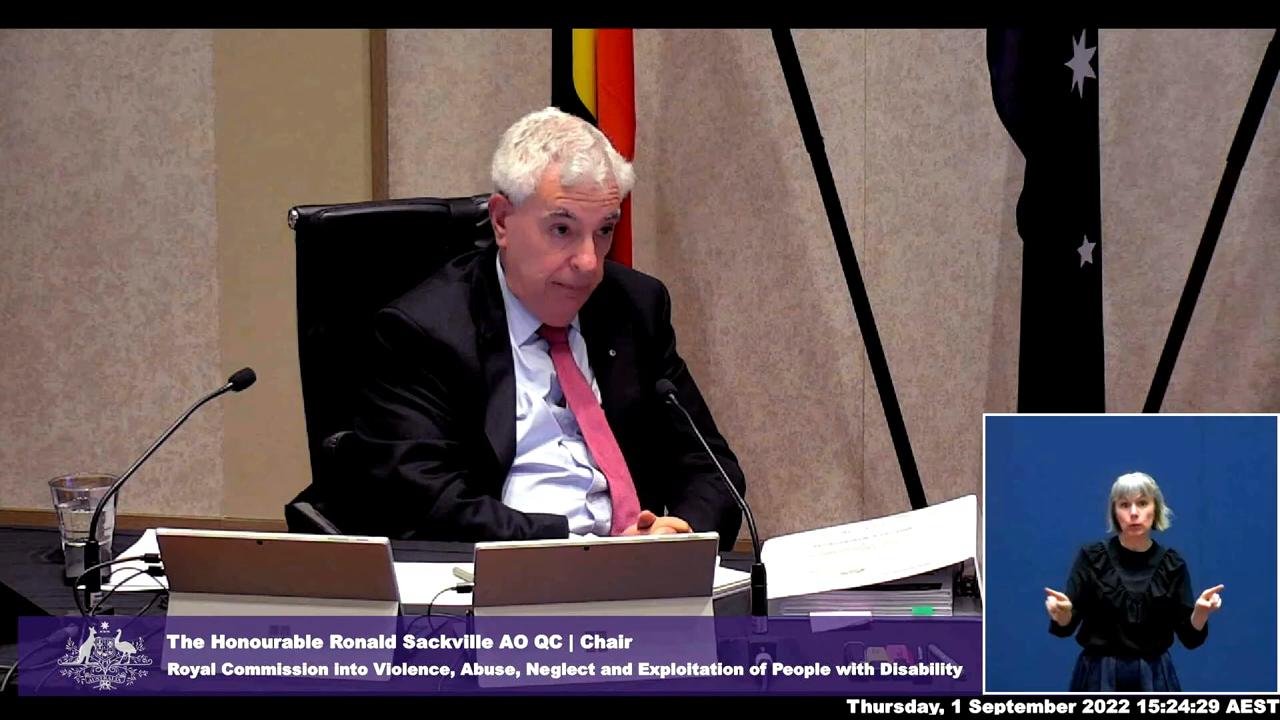 The Honourable Ronald Sackville AO QC | Chair
Royal Commission into Violence, Abuse, Neglect and Exploitation of People with Disability
Thursday, 1 September 2022 15:24:29 AEST